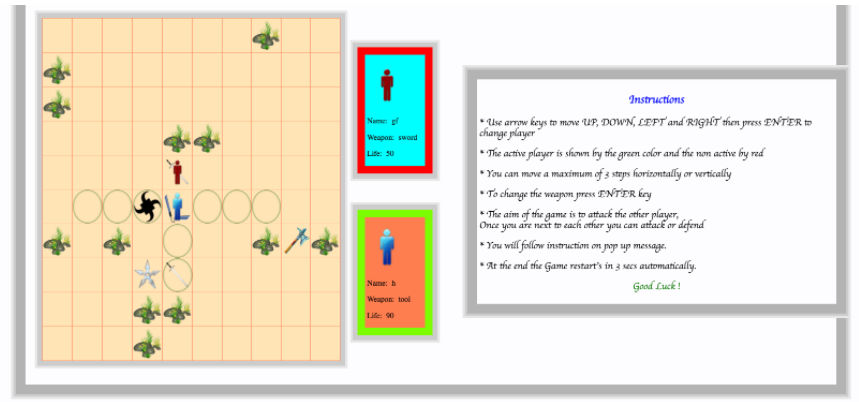 Name: gf
Weapon: sword
Life: 50
Name: h
Weapon: tool
Life: 90
Instructions
* Use arrow keys to move UP, DOWN, LEFT and RIGHT then press ENTER to
change player
* The active player is shown by the green color and the non active by red
* You can move a maximum of 3 steps horizontally or vertically
* To change the weapon press ENTER key
* The aim of the game is to attack the other player,
Once you are next to each other you can attack or defend
* You will follow instruction on pop up message.
* At the end the Game restart's in 3 secs automatically.
Good Luck !